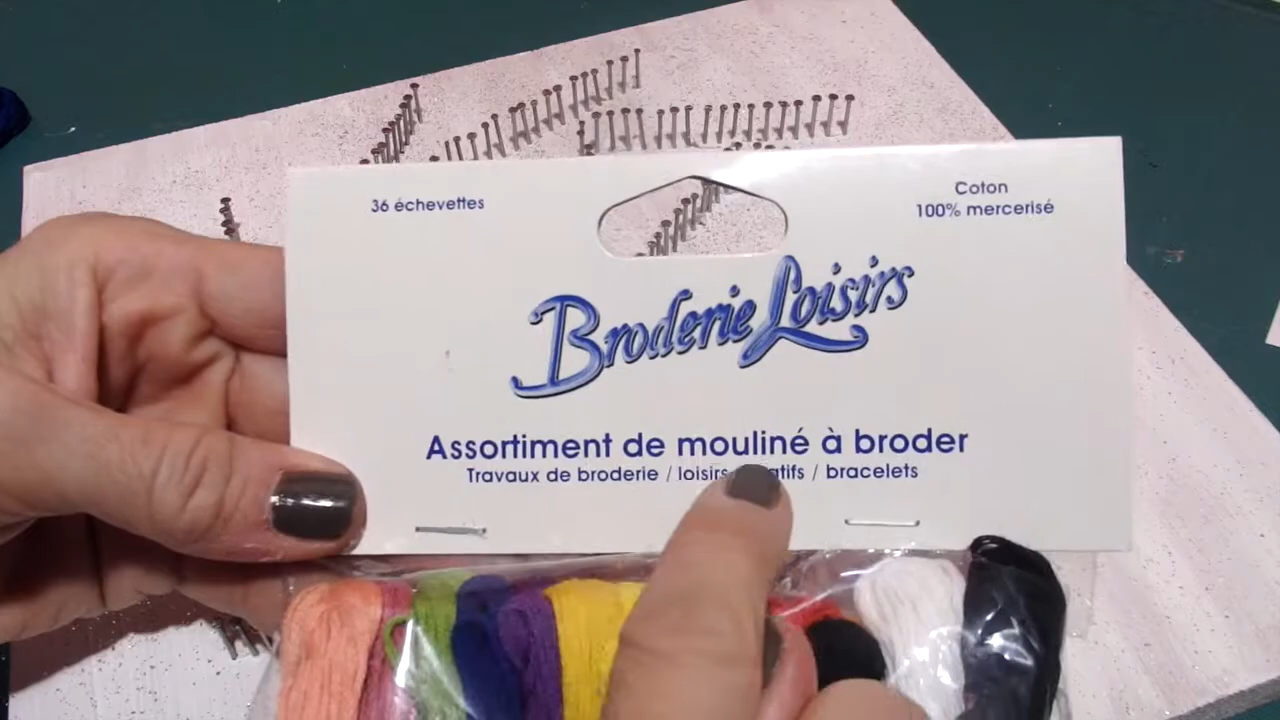 36 échevettes
Coton
100% mercerisé
Broderie Loisirs
Assortiment de mouliné à broder
Travaux de broderie / loisirs / bracelets